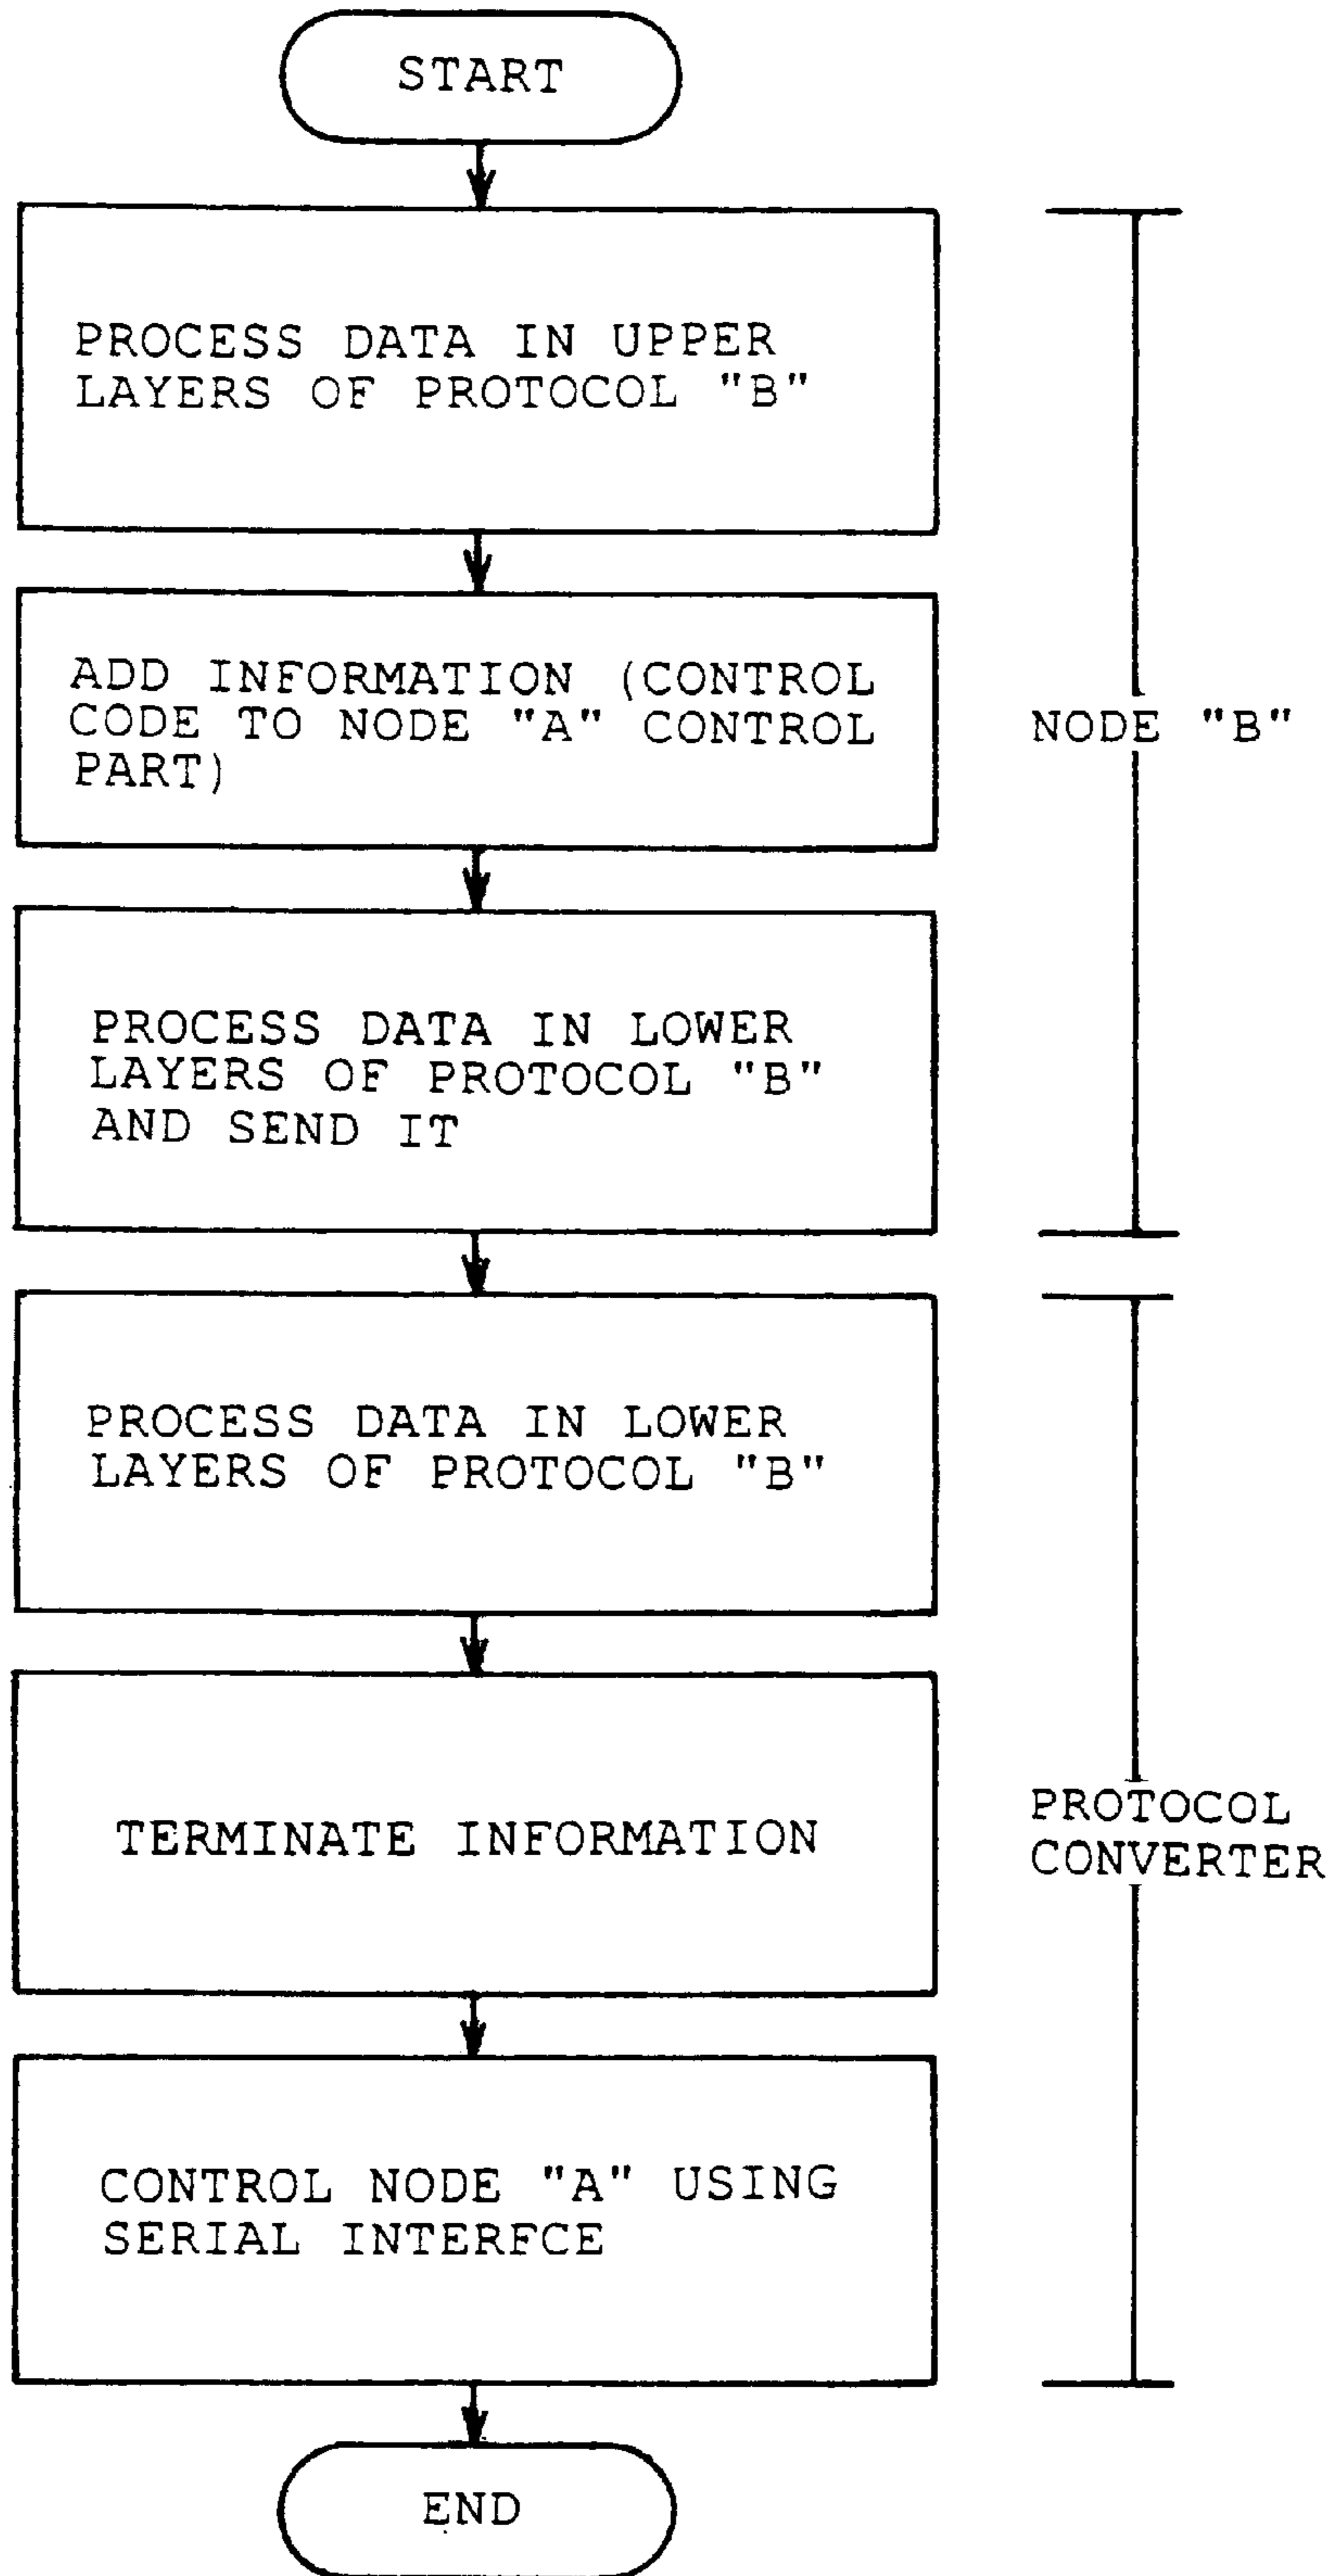 START
PROCESS DATA IN UPPER
LAYERS OF PROTOCOL "B"
ADD INFORMATION (CONTROL
CODE TO NODE "A" CONTROL
PART)
NODE "B"
PROCESS DATA IN LOWER
LAYERS OF PROTOCOL "B"
AND SEND IT
PROCESS DATA IN LOWER
LAYERS OF PROTOCOL "B"
TERMINATE INFORMATION
PROTOCOL
CONVERTER
CONTROL NODE "A" USING
SERIAL INTERFCE
END